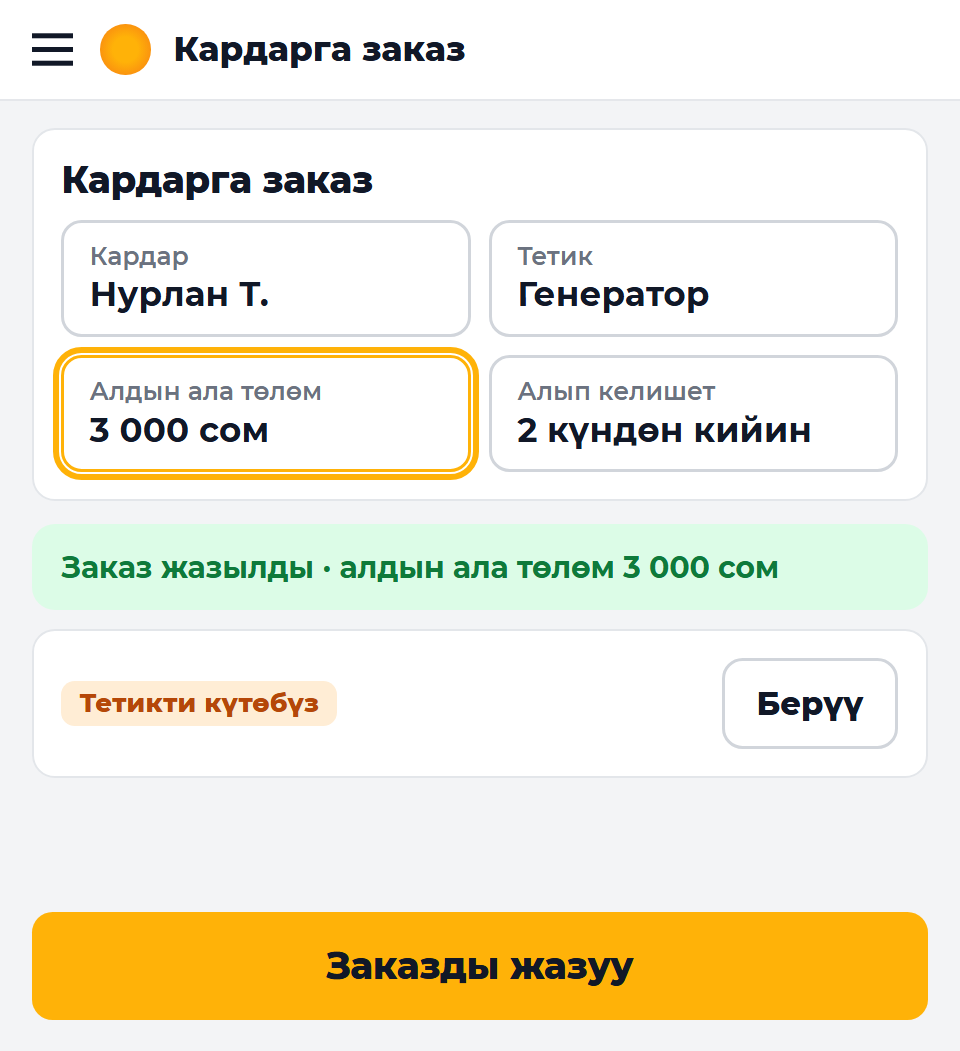 Кардарга заказ
Кардарга заказ
Кардар
Нурлан Т.
Тетик
Генератор
Алдын ала төлөм
3 000 сом
Алып келишет
2 күндөн кийин
Заказ жазылды · алдын ала төлөм 3 000 сом
Тетикти күтөбүз
Берүү
Заказды жазуу